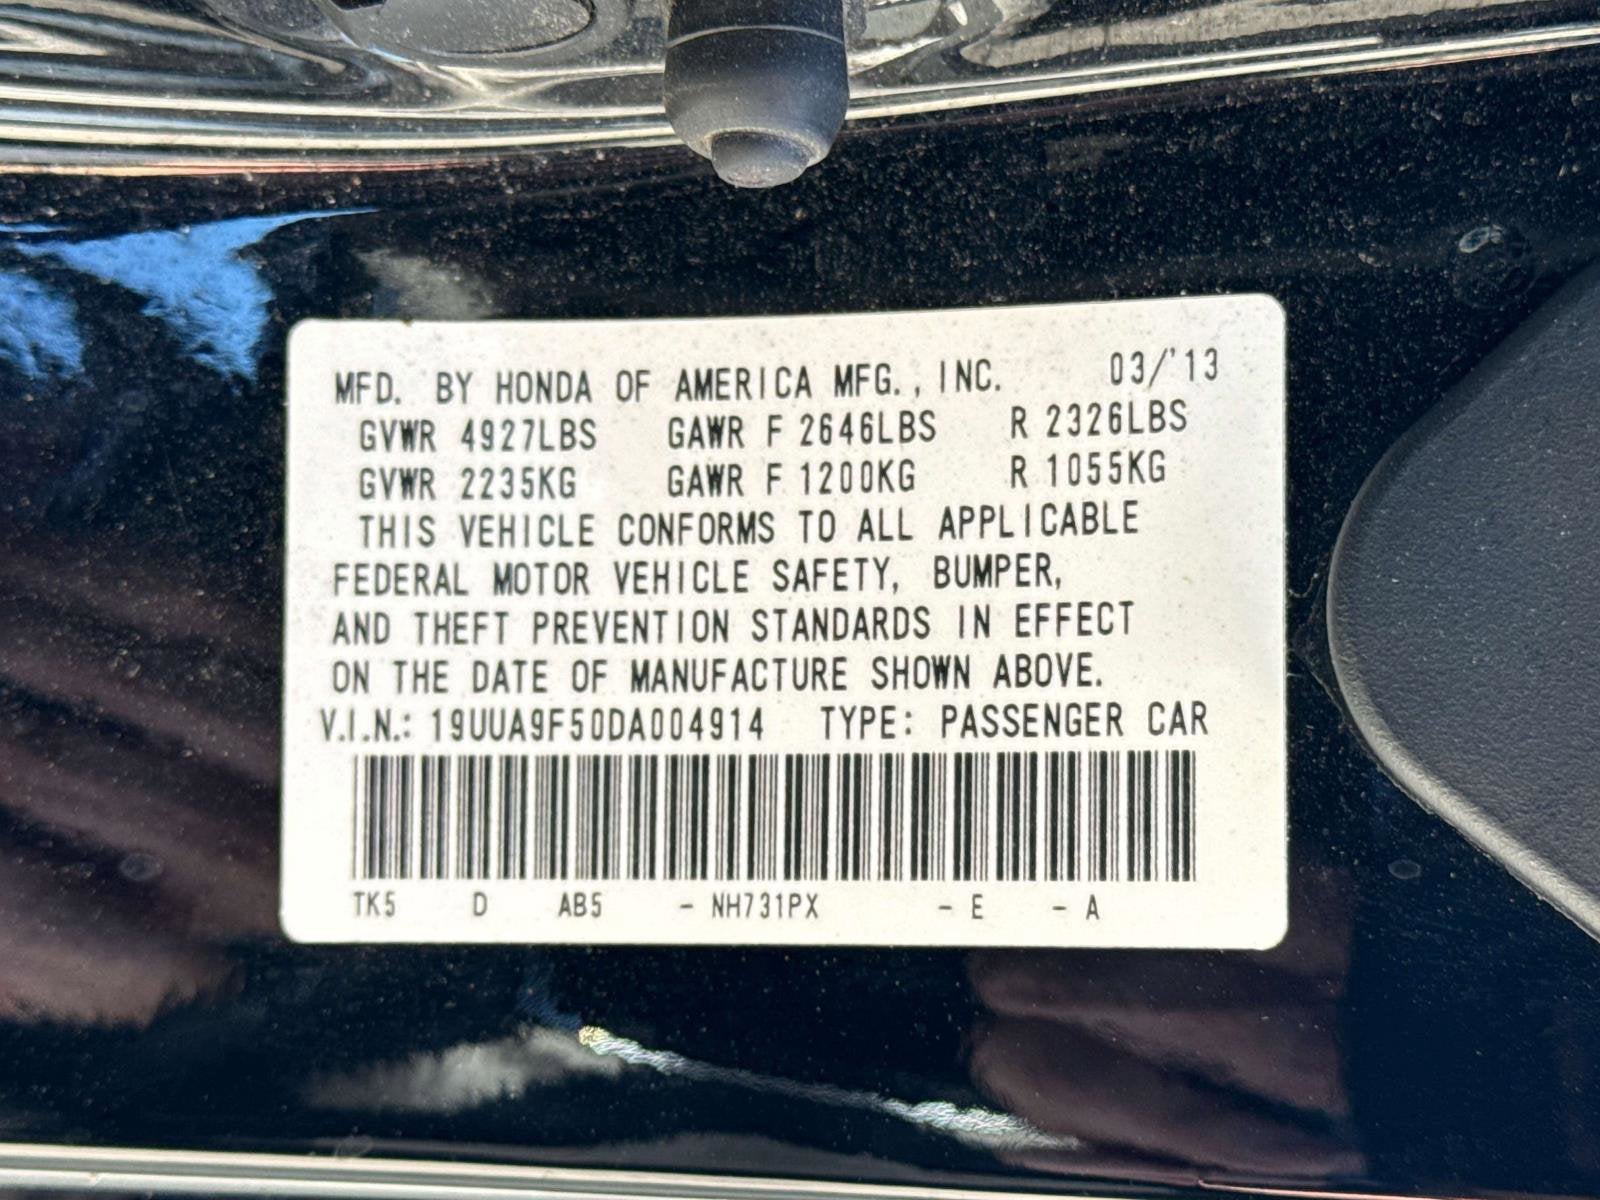 MFD. BY HONDA OF AMERICA MFG., INC. 03/'13
GVWR 4927LBS GAWR F 2646LBS R 2326LBS
GVWR 2235KG GAWR F 1200KG R 1055KG
THIS VEHICLE CONFORMS TO ALL APPLICABLE
FEDERAL MOTOR VEHICLE SAFETY, BUMPER,
AND THEFT PREVENTION STANDARDS IN EFFECT
ON THE DATE OF MANUFACTURE SHOWN ABOVE.
V.I.N.: 19UUA9F50DA004914 TYPE: PASSENGER CAR
TK5 D AB5 - NH731PX - E - A